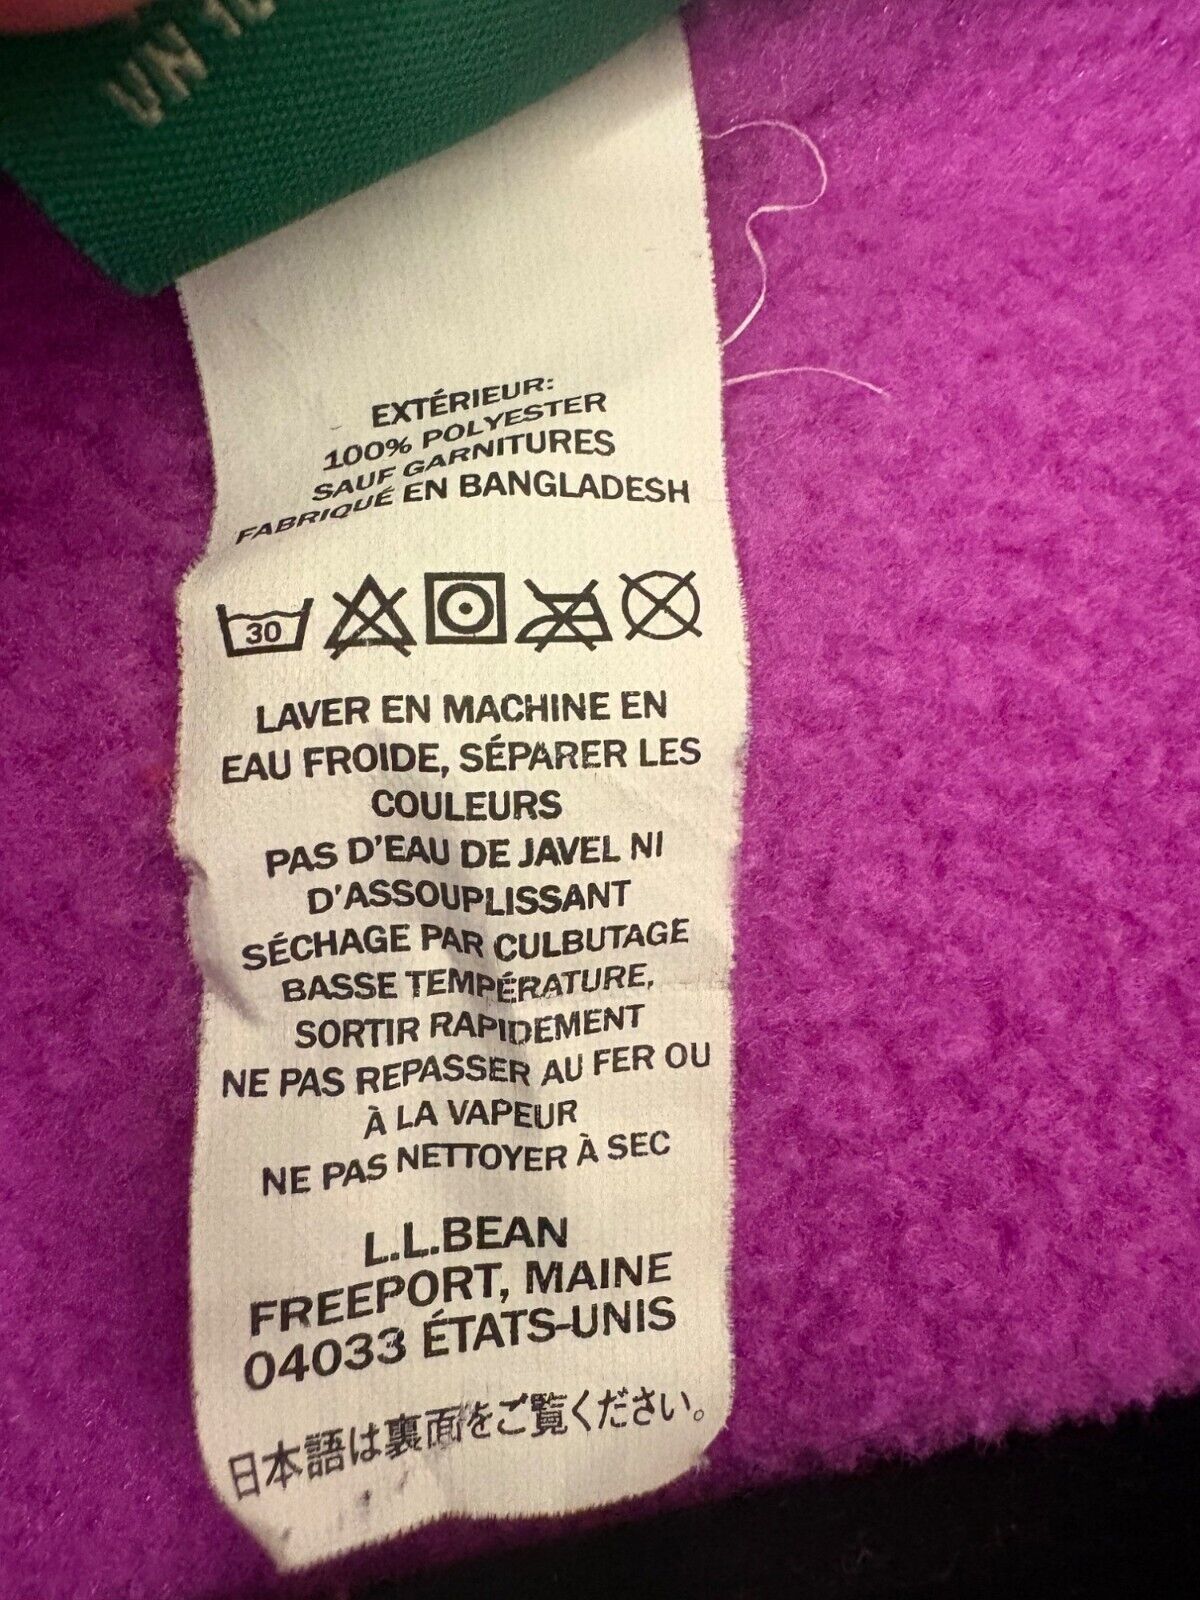 EXTÉRIEUR:
100% POLYESTER
SAUF GARNITURES
FABRIQUÉ EN BANGLADESH
30
LAVER EN MACHINE EN
EAU FROIDE, SÉPARER LES
COULEURS
PAS D'EAU DE JAVEL NI
D'ASSOUPLISSANT
SÉCHAGE PAR CULBUTAGE
BASSE TEMPÉRATURE,
SORTIR RAPIDEMENT
NE PAS REPASSER AU FER OU
À LA VAPEUR
NE PAS NETTOYER À SEC
L.L.BEAN
FREEPORT, MAINE
04033 ÉTATS-UNIS
日本語は裏面をご覧ください。